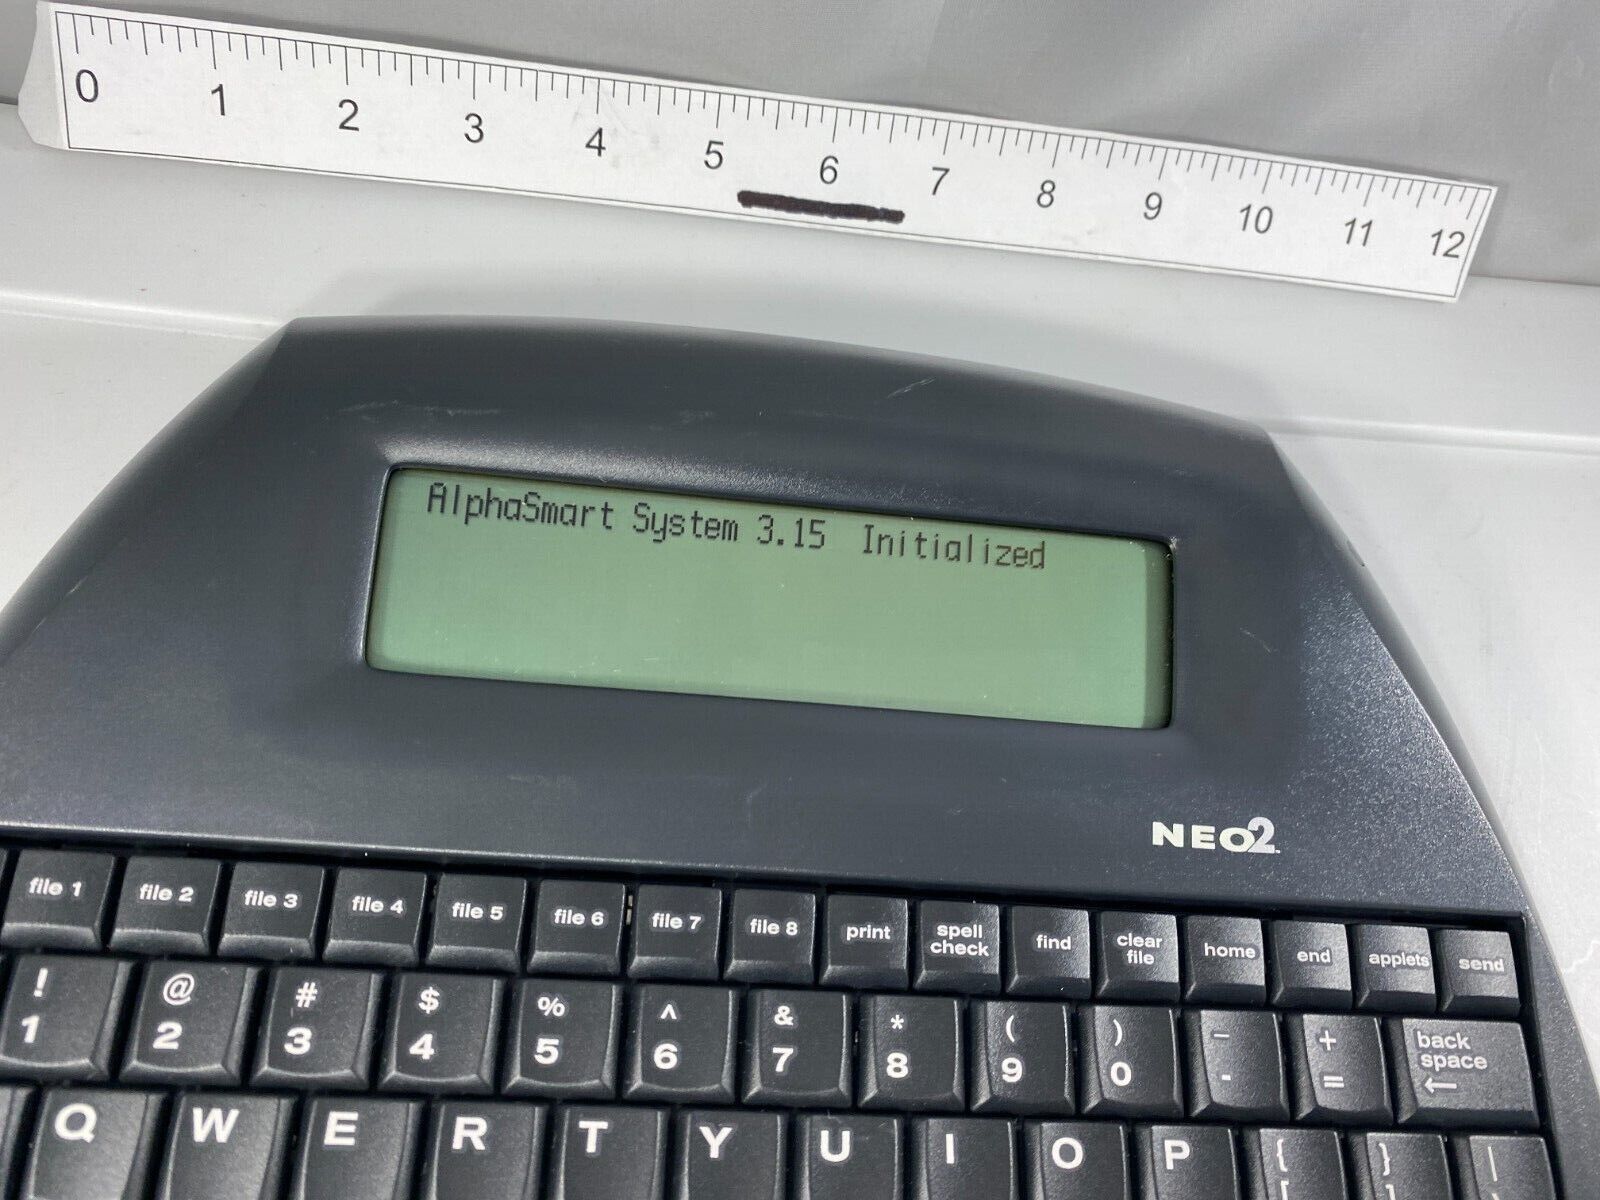 0 1 2 3 4 5 6 7 8 9 10 11 12
AlphaSmart System 3.15 Initialized
NEO2
file 1 file 2 file 3 file 4 file 5 file 6 file 7 file 8 print spell check find clear file home end applets send
! @ # $ % ^ & * ( ) – +
1 2 3 4 5 6 7 8 9 0 - = back space ←
Q W E R T Y U I O P { } |
[ ]